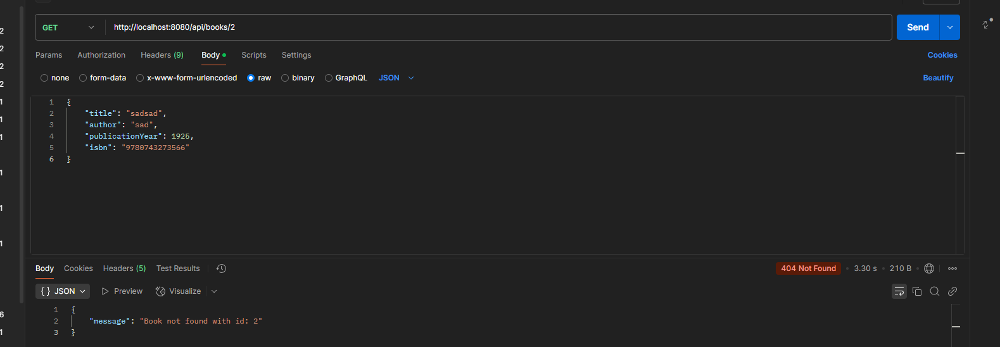 GET http://localhost:8080/api/books/2 Send
2
2
2
2
1
1
1
1
1
1
6
1
Params Authorization Headers (9) Body Scripts Settings Cookies
none form-data x-www-form-urlencoded raw binary GraphQL JSON Beautify
1 {
2 "title": "sadsad",
3 "author": "sad",
4 "publicationYear": 1925,
5 "isbn": "9780743273566"
6 }
Body Cookies Headers (5) Test Results 404 Not Found 3.30 s 210 B
{} JSON Preview Visualize
1 {
2 "message": "Book not found with id: 2"
3 }